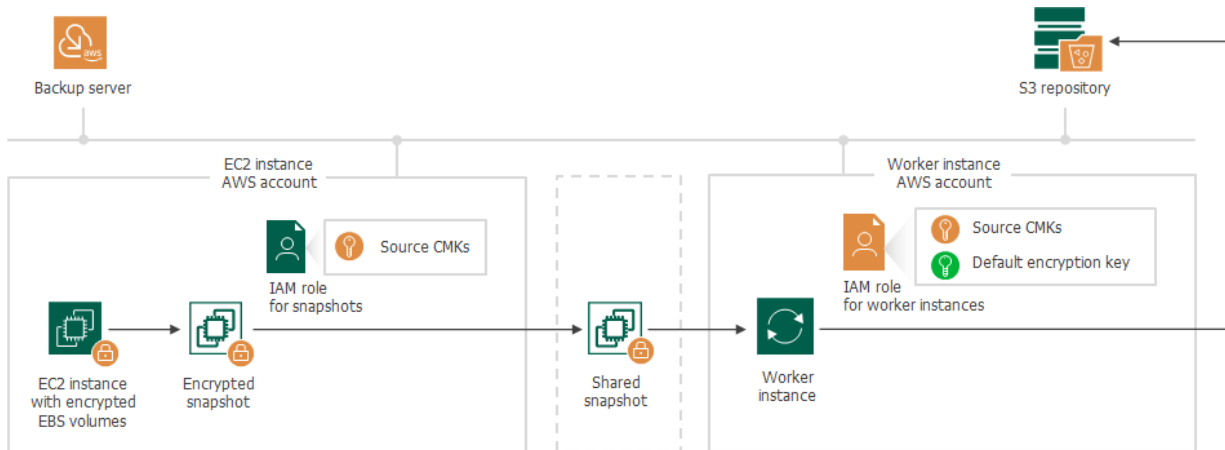 aws
Backup server
S3 repository
EC2 instance
AWS account
Worker instance
AWS account
Source CMKs
IAM role
for snapshots
Source CMKs
Default encryption key
IAM role
for worker instances
EC2 instance
with encrypted
EBS volumes
Encrypted
snapshot
Shared
snapshot
Worker
instance